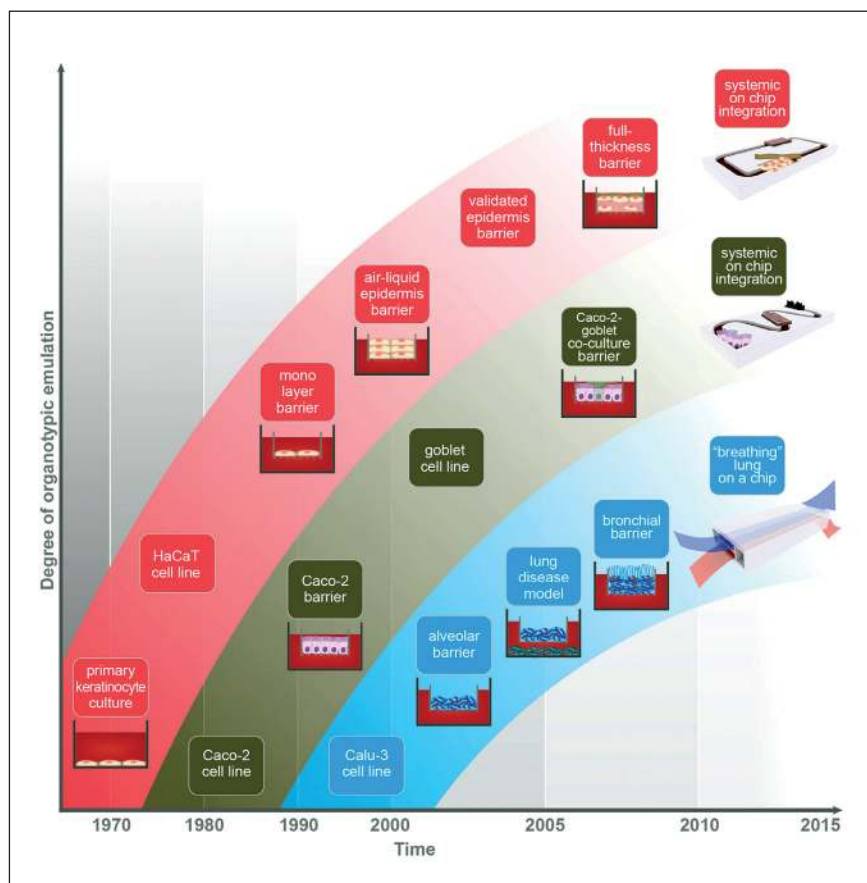 Degree of organotypic emulation
systemic
on chip
integration
full-
thickness
barrier
validated
epidermis
barrier
air-liquid
epidermis
barrier
mono
layer
barrier
HaCaT
cell line
primary
keratinocyte
culture
systemic
on chip
integration
Caco-2-
goblet
co-culture
barrier
goblet
cell line
Caco-2
barrier
Caco-2
cell line
"breathing"
lung
on a chip
bronchial
barrier
lung
disease
model
alveolar
barrier
Calu-3
cell line
1970 1980 1990 2000 2005 2010 2015
Time